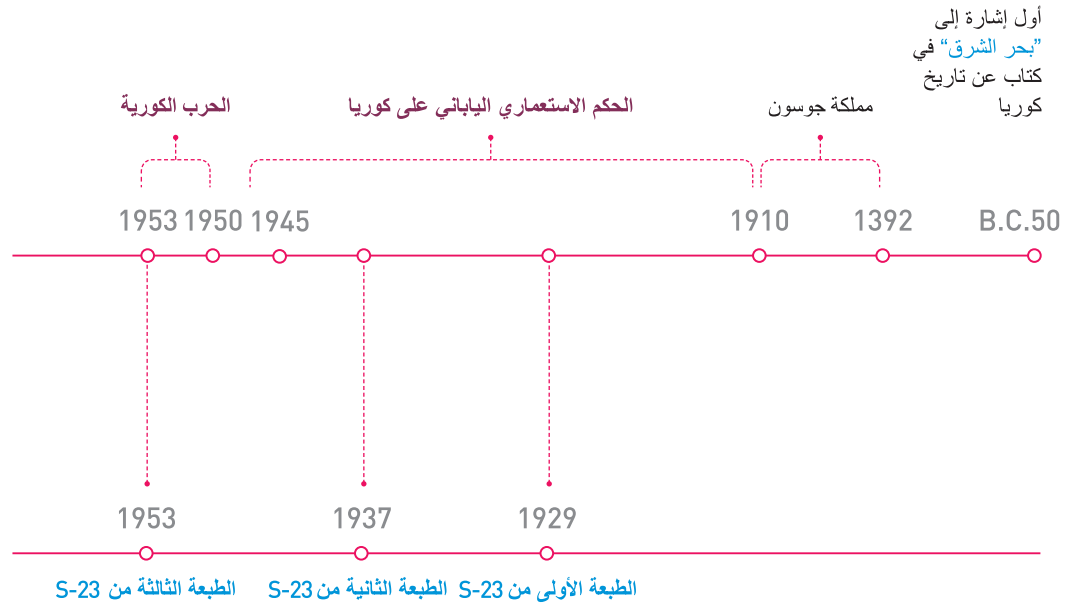 أول إشارة إلى
”بحر الشرق“ في
كتاب عن تاريخ
كوريا
مملكة جوسون
الحكم الاستعماري الياباني على كوريا
الحرب الكورية
B.C.50
1392
1910
1945
1950
1953
1929
1937
1953
الطبعة الأولى من S-23
الطبعة الثانية من S-23
الطبعة الثالثة من S-23